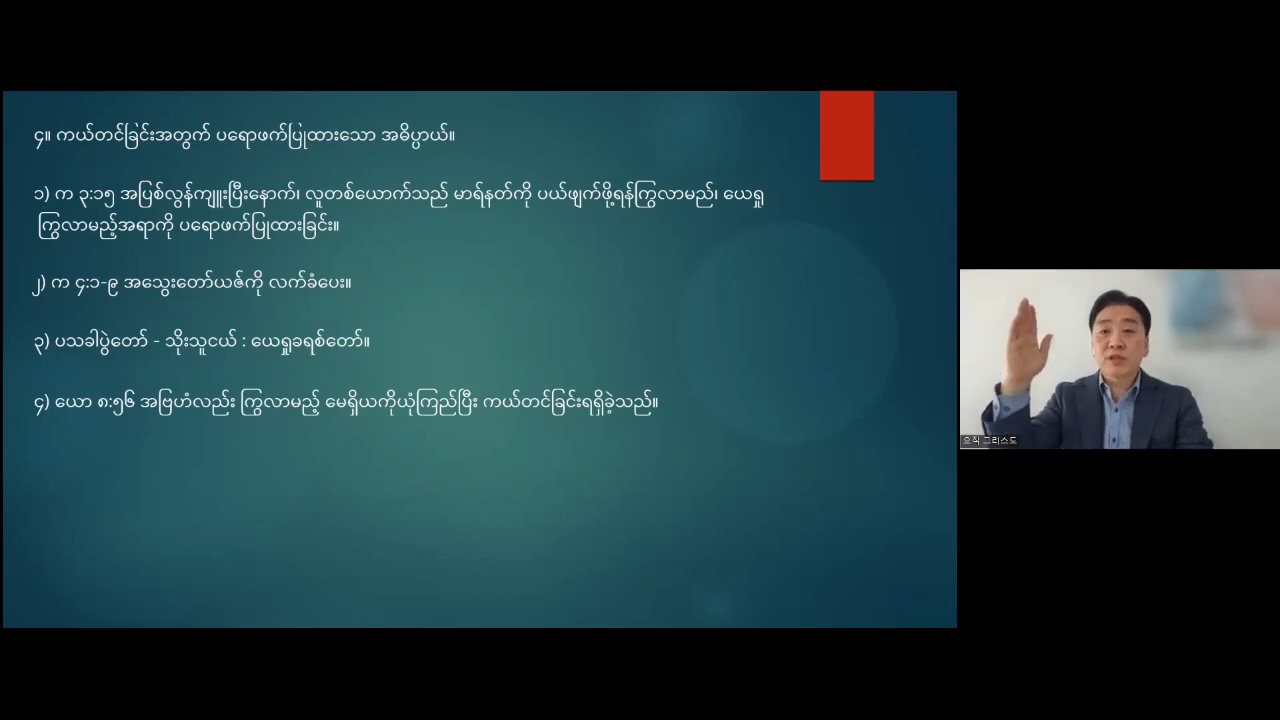 ၄။ ကယ်တင်ခြင်းအတွက် ပရောဖက်ပြုထားသော အဓိပ္ပာယ်။
၁) က ၃:၁၅ အပြစ်လွန်ကျူးပြီးနောက်၊ လူတစ်ယောက်သည် မာရ်နတ်ကို ပယ်ဖျက်ဖို့ရန်ကြွလာမည်၊ ယေရှု
ကြွလာမည့်အရာကို ပရောဖက်ပြုထားခြင်း။
၂) က ၄:၁-၉ အသွေးတော်ယဇ်ကို လက်ခံပေး။
၃) ပသခါပွဲတော် - သိုးသူငယ် : ယေရှုခရစ်တော်။
၄) ယော ၈:၅၆ အဗြဟံလည်း ကြွလာမည့် မေရှိယကိုယုံကြည်ပြီး ကယ်တင်ခြင်းရရှိခဲ့သည်။
오직 그리스도